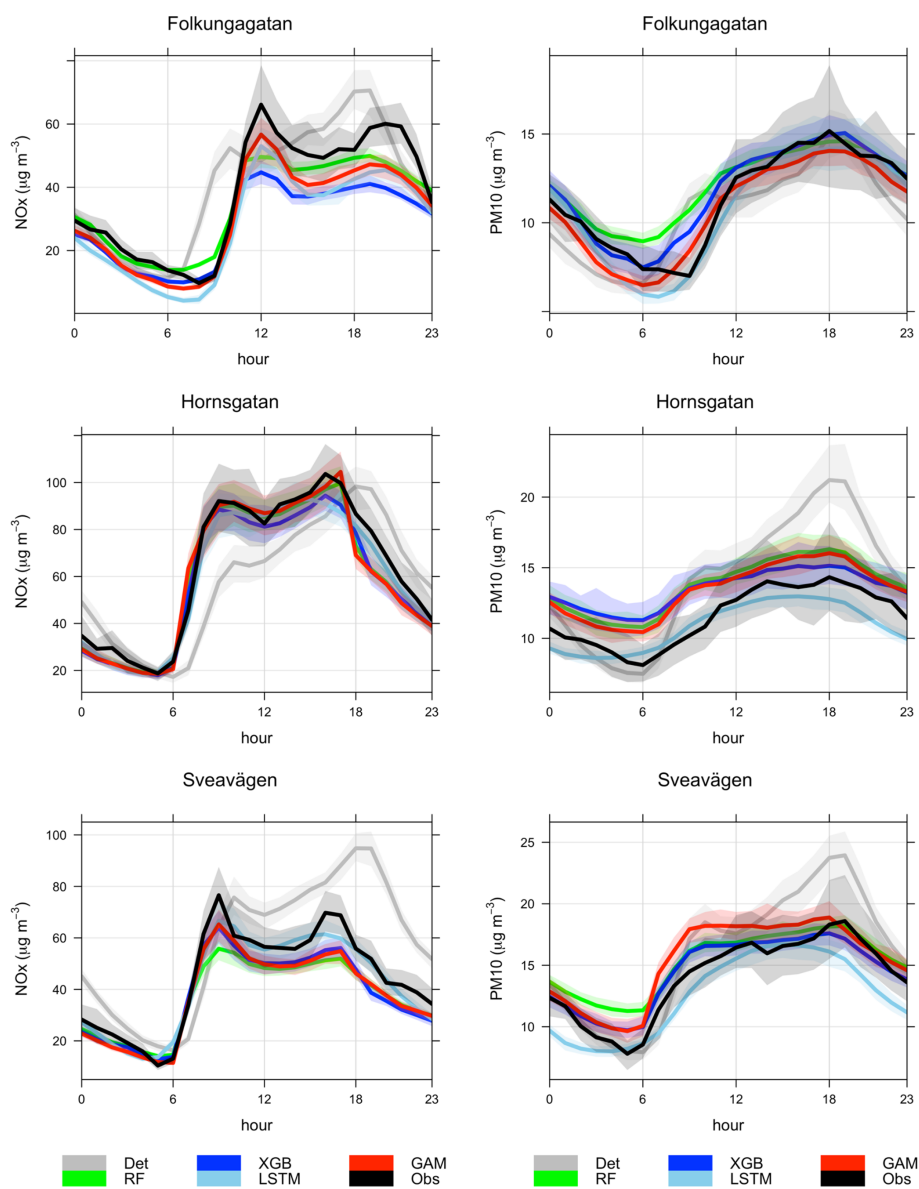 Folkungagatan
NOx (µg m⁻³)
60
40
20
0
6
12
18
23
hour
Folkungagatan
PM10 (µg m⁻³)
15
10
0
6
12
18
23
hour
Hornsgatan
NOx (µg m⁻³)
100
80
60
40
20
0
6
12
18
23
hour
Hornsgatan
PM10 (µg m⁻³)
20
15
10
0
6
12
18
23
hour
Sveavägen
NOx (µg m⁻³)
100
80
60
40
20
0
6
12
18
23
hour
Sveavägen
PM10 (µg m⁻³)
25
20
15
10
0
6
12
18
23
hour
Det XGB GAM
RF LSTM Obs
Det XGB GAM
RF LSTM Obs